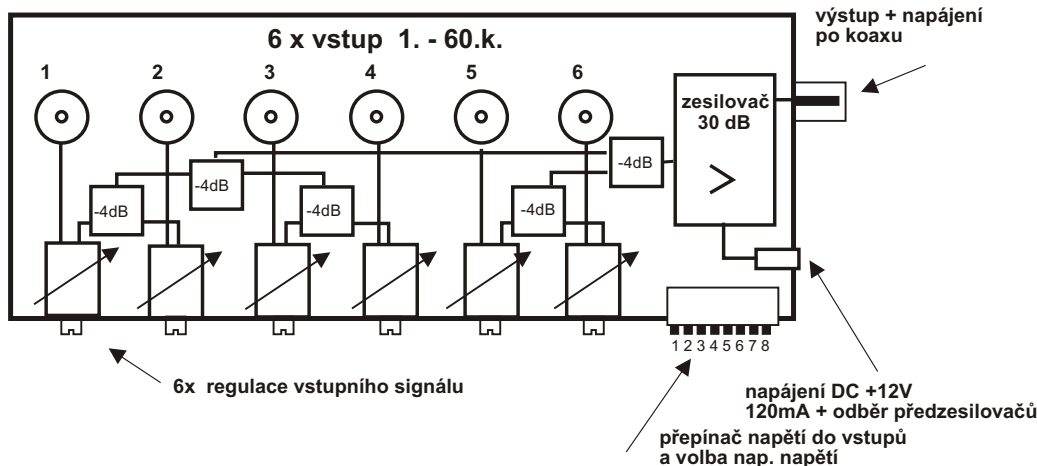 výstup + napájení
po koaxu
6 x vstup 1. - 60.k.
1 2 3 4 5 6
zesilovač
30 dB
-4dB
-4dB
-4dB
-4dB
-4dB
1 2 3 4 5 6 7 8
6x regulace vstupního signálu
napájení DC +12V
120mA + odběr předzesilovačů
přepínač napětí do vstupů
a volba nap. napětí